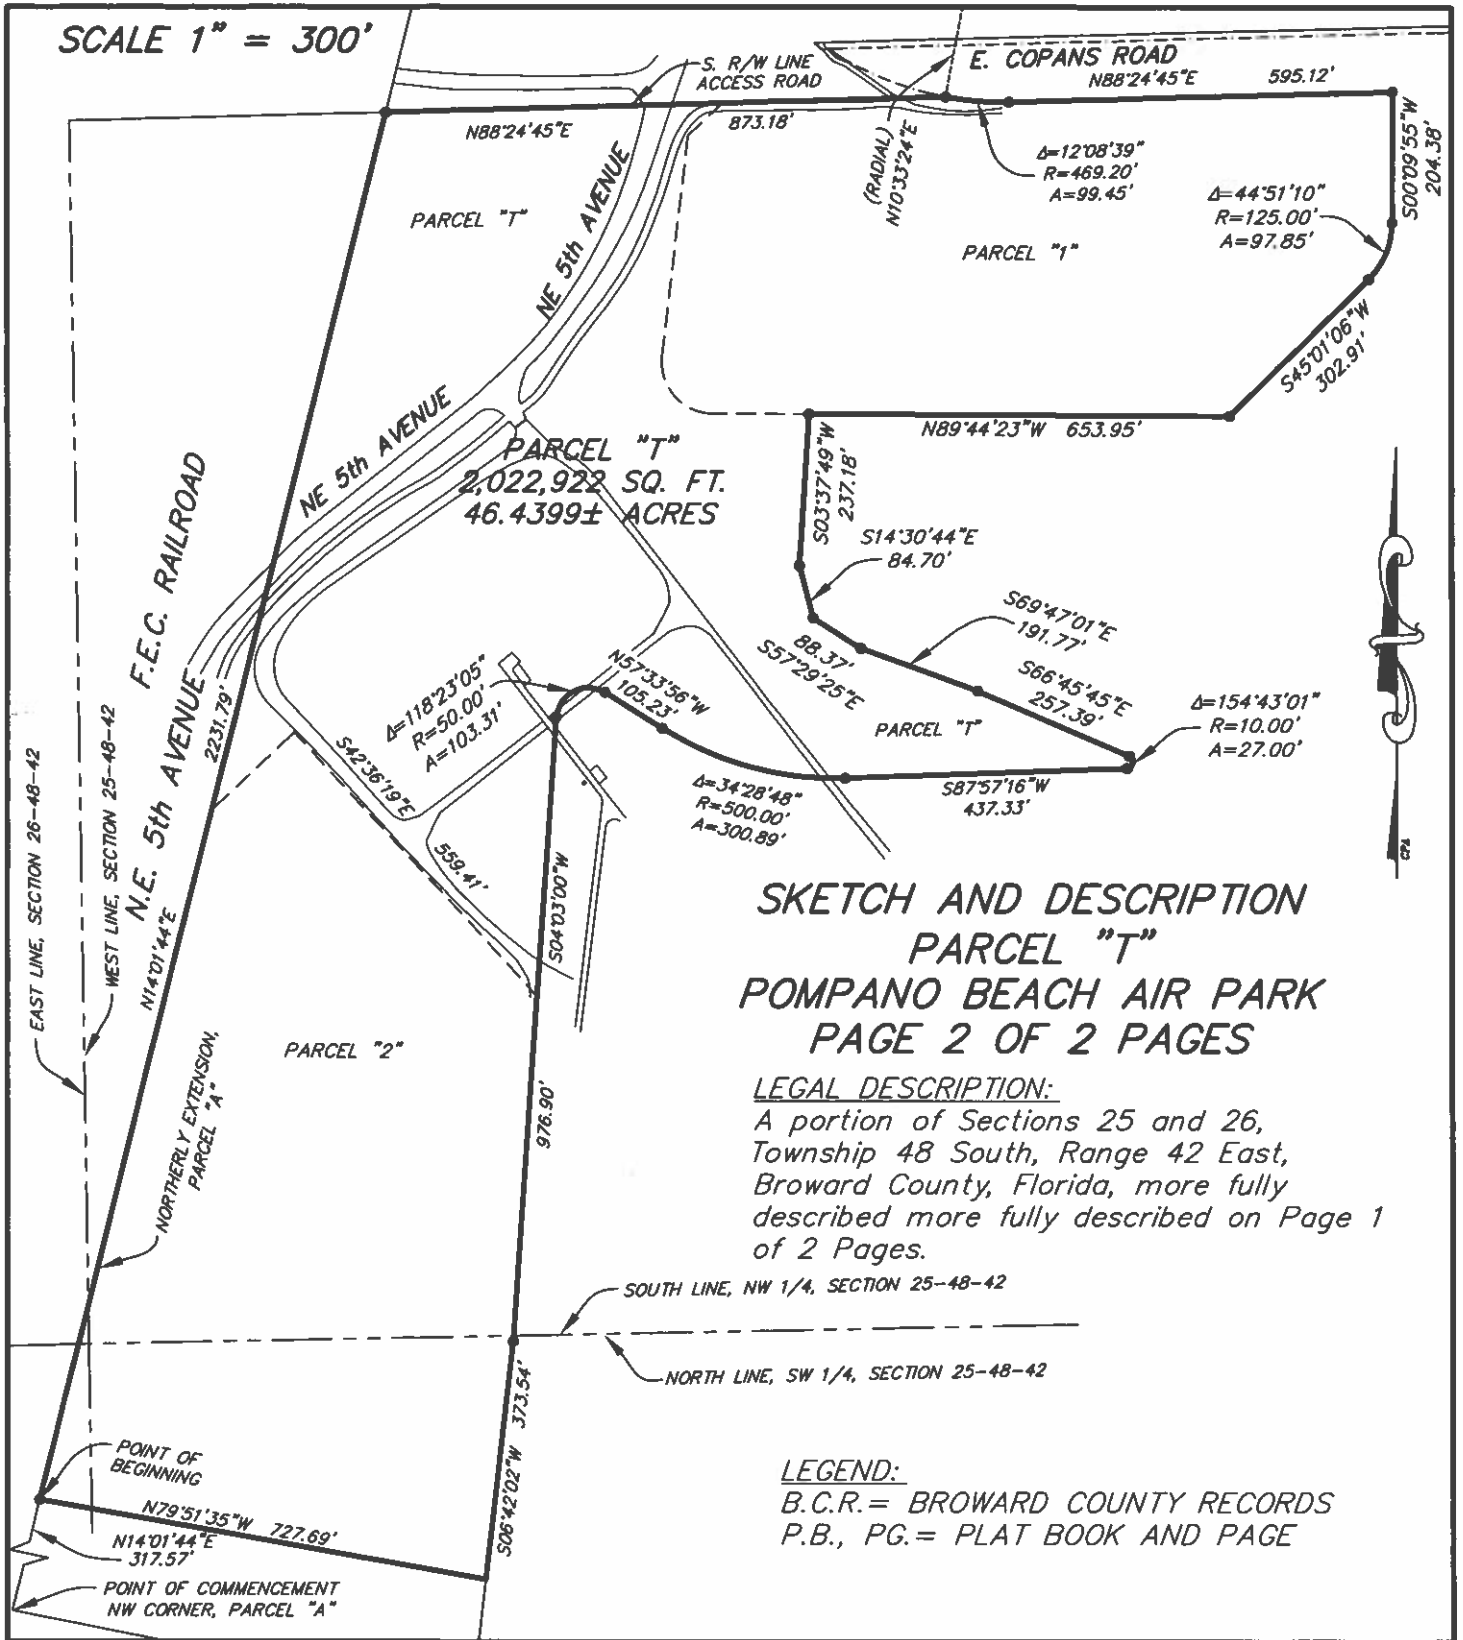 SCALE 1" = 300'
S. R/W LINE
ACCESS ROAD
E. COPANS ROAD
N88°24'45"E
595.12'
N88°24'45"E
873.18'
(RADIAL)
N10°33'24"E
Δ=12°08'39"
R=469.20'
A=99.45'
S00°09'55"W
204.38'
Δ=44°51'10"
R=125.00'
A=97.85'
PARCEL "T"
NE 5th AVENUE
PARCEL "1"
S45°01'06"W
302.91'
NE 5th AVENUE
N89°44'23"W 653.95'
PARCEL "T"
2,022,922 SQ. FT.
46.4399± ACRES
S03°37'49"W
237.18'
F.E.C. RAILROAD
S14°30'44"E
84.70'
S69°47'01"E
191.77'
88.37'
S57°29'25"E
S66°45'45"E
257.39'
N57°33'56"W
105.23'
Δ=118°23'05"
R=50.00'
A=103.31'
Δ=154°43'01"
R=10.00'
A=27.00'
PARCEL "T"
N.E. 5th AVENUE
2231.79'
S42°36'19"E
559.41'
Δ=34°28'48"
R=500.00'
A=300.89'
S87°57'16"W
437.33'
EAST LINE, SECTION 26-48-42
WEST LINE, SECTION 25-48-42
N14°01'44"E
S04°03'00"W
976.90'
SKETCH AND DESCRIPTION
PARCEL "T"
POMPANO BEACH AIR PARK
PAGE 2 OF 2 PAGES
PARCEL "2"
NORTHERLY EXTENSION,
PARCEL "A"
LEGAL DESCRIPTION:
A portion of Sections 25 and 26,
Township 48 South, Range 42 East,
Broward County, Florida, more fully
described more fully described on Page 1
of 2 Pages.
SOUTH LINE, NW 1/4, SECTION 25-48-42
NORTH LINE, SW 1/4, SECTION 25-48-42
S06°42'02"W 373.54'
POINT OF
BEGINNING
N79°51'35"W 727.69'
N14°01'44"E
317.57'
POINT OF COMMENCEMENT
NW CORNER, PARCEL "A"
LEGEND:
B.C.R.= BROWARD COUNTY RECORDS
P.B., PG.= PLAT BOOK AND PAGE